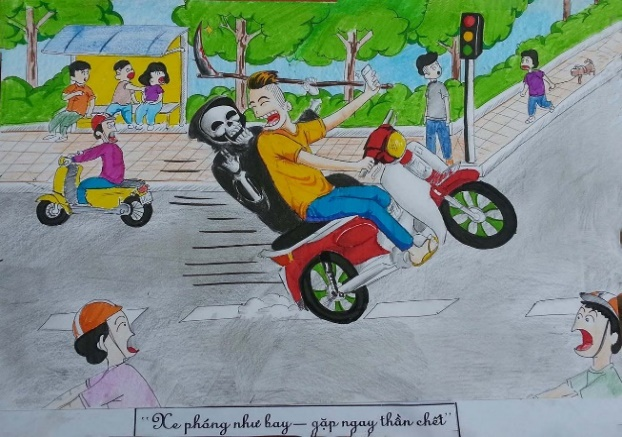 "Xe phóng như bay — gặp ngay thần chết"